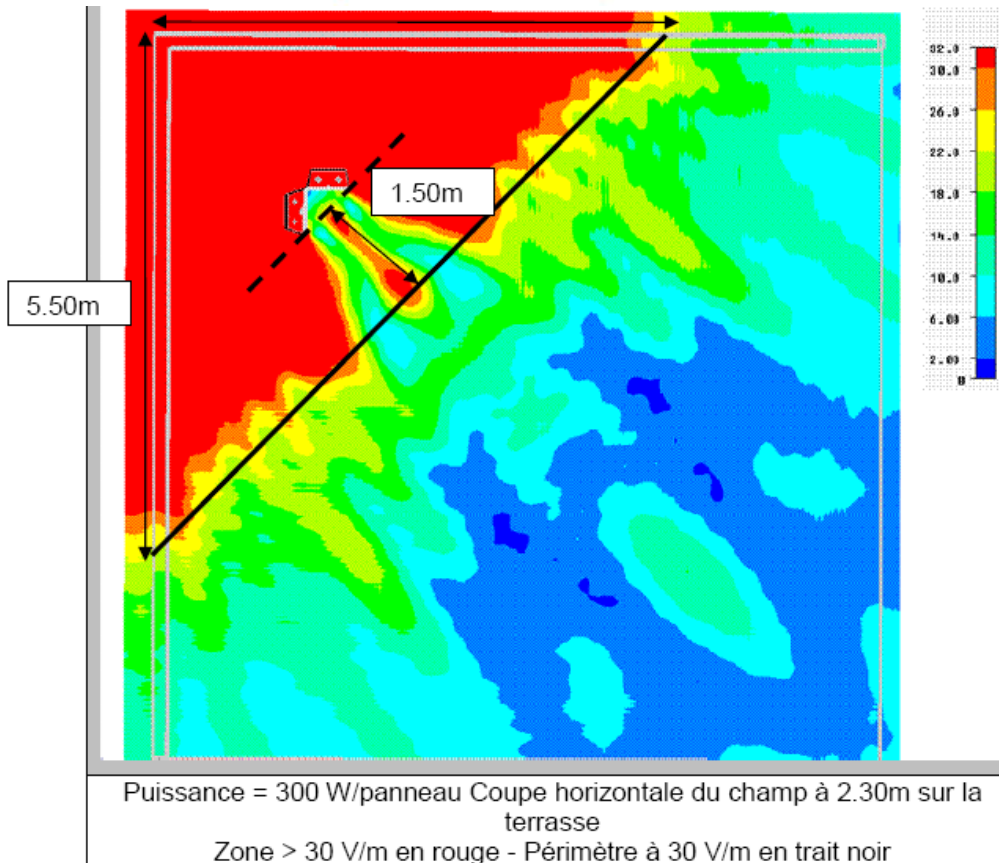 1.50m
5.50m
32.0
30.0
26.0
22.0
18.0
14.0
10.0
6.00
2.00
0
Puissance = 300 W/panneau Coupe horizontale du champ à 2.30m sur la
terrasse
Zone > 30 V/m en rouge - Périmètre à 30 V/m en trait noir